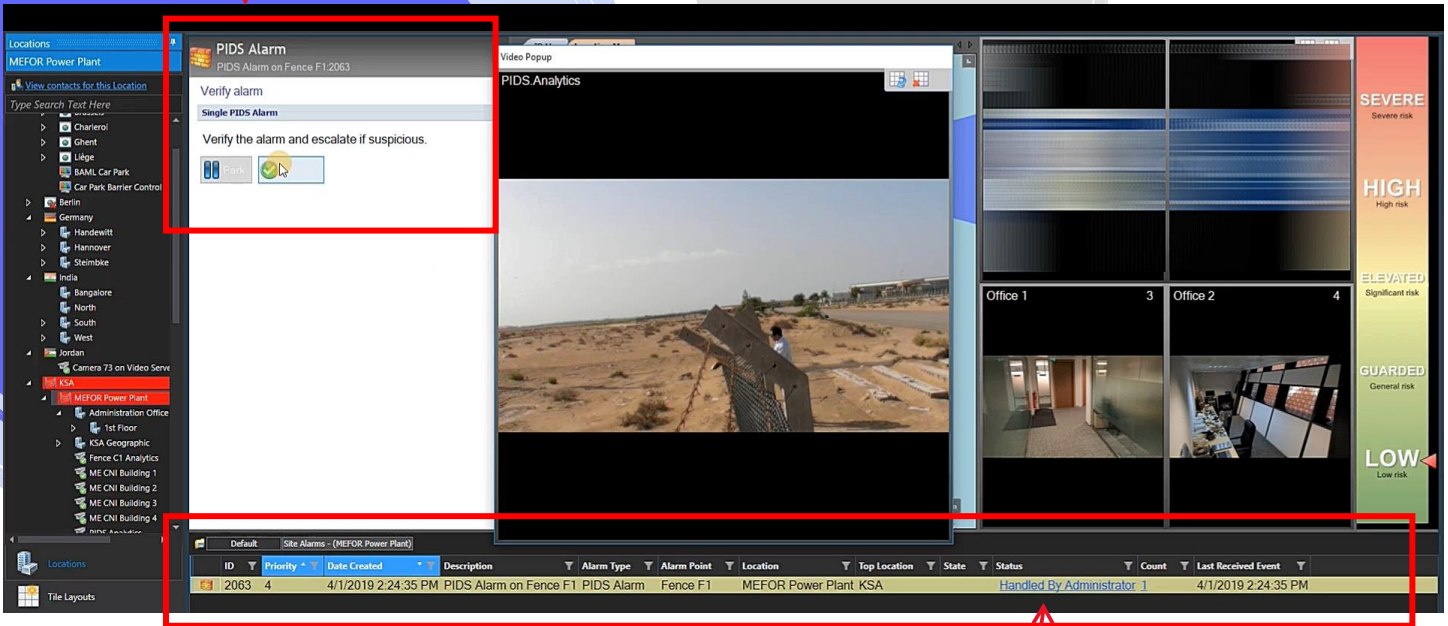 Locations
MEFOR Power Plant
View contacts for this Location
Type Search Text Here
Charleroi
Ghent
Liège
BAML Car Park
Car Park Barrier Control
Berlin
Germany
Handewitt
Hannover
Steimbke
India
Bangalore
North
South
West
Jordan
Camera 73 on Video Serve
KSA
MEFOR Power Plant
Administration Office
1st Floor
KSA Geographic
Fence C1 Analytics
ME CNI Building 1
ME CNI Building 2
ME CNI Building 3
ME CNI Building 4
PIDS Analytics
Locations
Tile Layouts
PIDS Alarm
PIDS Alarm on Fence F1:2063
Verify alarm
Single PIDS Alarm
Verify the alarm and escalate if suspicious.
Park
Video Popup
PIDS.Analytics
Office 1 3
Office 2 4
SEVERE
Severe risk
HIGH
High risk
ELEVATED
Significant risk
GUARDED
General risk
LOW
Low risk
Default Site Alarms - (MEFOR Power Plant)
ID Priority Date Created Description Alarm Type Alarm Point Location Top Location State Status Count Last Received Event
2063 4 4/1/2019 2:24:35 PM PIDS Alarm on Fence F1 PIDS Alarm Fence F1 MEFOR Power Plant KSA Handled By Administrator 1 4/1/2019 2:24:35 PM